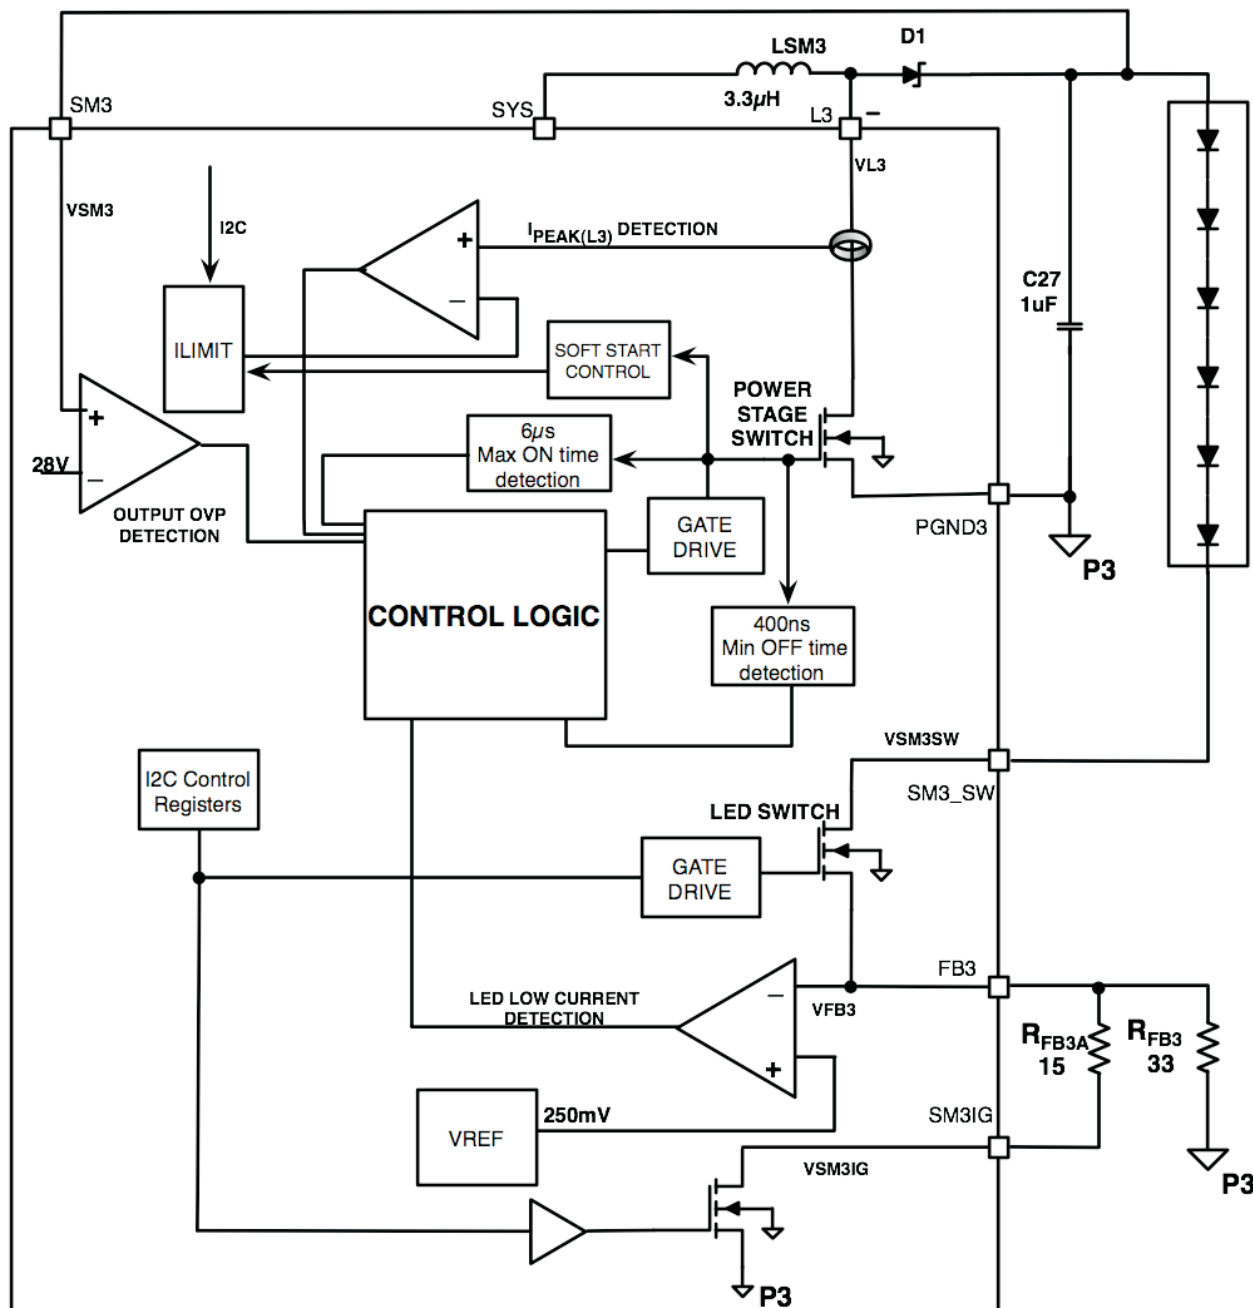 LSM3
D1
3.3µH
SM3
SYS
L3
–
VL3
VSM3
I2C
+
–
IPEAK(L3) DETECTION
C27
1uF
ILIMIT
SOFT START
CONTROL
POWER
STAGE
SWITCH
+
28V
–
6µs
Max ON time
detection
OUTPUT OVP
DETECTION
GATE
DRIVE
PGND3
P3
CONTROL LOGIC
400ns
Min OFF time
detection
VSM3SW
I2C Control
Registers
SM3_SW
LED SWITCH
GATE
DRIVE
FB3
LED LOW CURRENT
DETECTION
–
VFB3
+
RFB3A
15
RFB3
33
VREF
250mV
SM3IG
VSM3IG
P3
P3